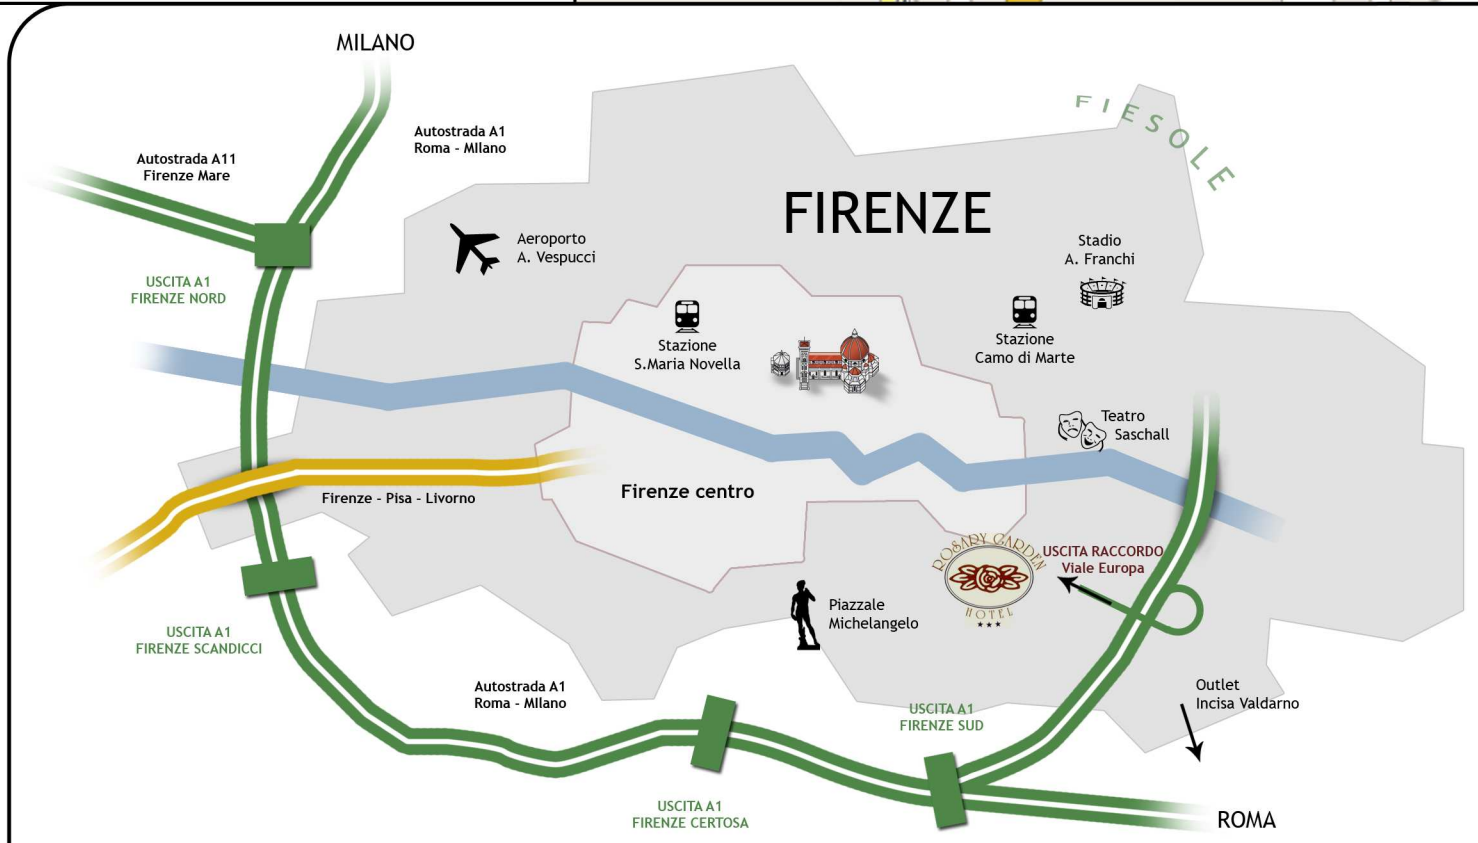 MILANO
Autostrada A1
Roma - MIlano
Autostrada A11
Firenze Mare
FIESOLE
FIRENZE
Aeroporto
A. Vespucci
Stadio
A. Franchi
USCITA A1
FIRENZE NORD
Stazione
S.Maria Novella
Stazione
Camo di Marte
Teatro
Saschall
Firenze centro
Firenze - Pisa - Livorno
ROSARY GARDEN
HOTEL
USCITA RACCORDO
Viale Europa
Piazzale
Michelangelo
USCITA A1
FIRENZE SCANDICCI
Autostrada A1
Roma - MIlano
Outlet
Incisa Valdarno
USCITA A1
FIRENZE SUD
USCITA A1
FIRENZE CERTOSA
ROMA